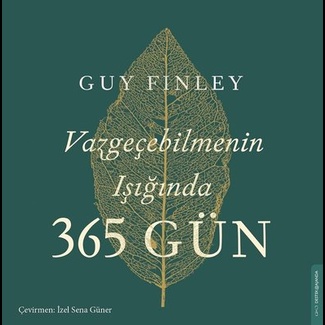 GUY FINLEY
Vazgeçebilmenin
Işığında
365 GÜN
Çevirmen: İzel Sena Güner